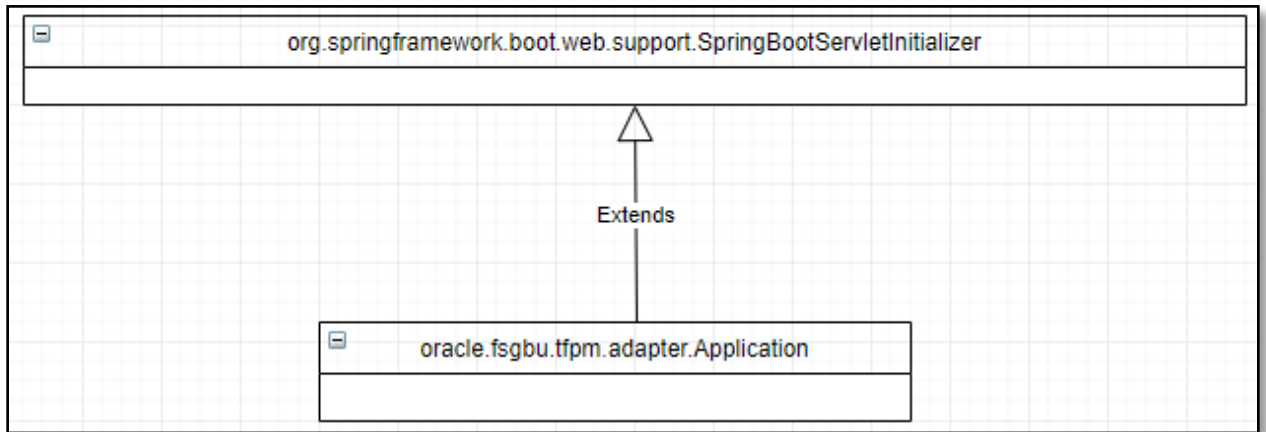 org.springframework.boot.web.support.SpringBootServletInitializer
Extends
oracle.fsgbu.tfpm.adapter.Application